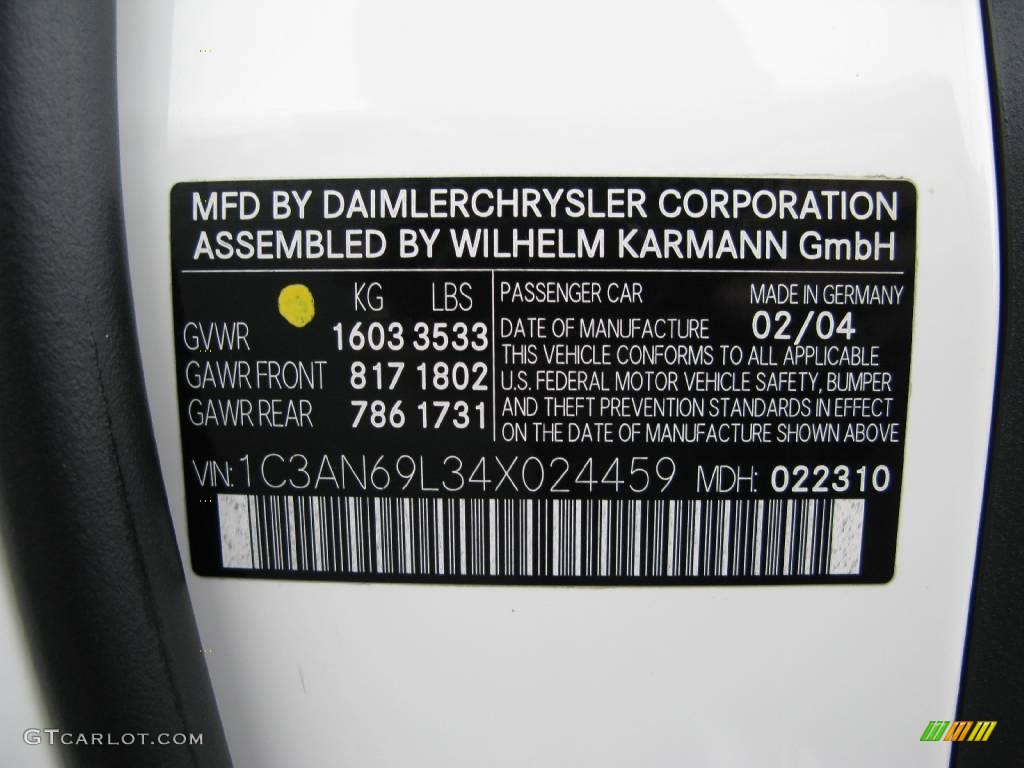 MFD BY DAIMLERCHRYSLER CORPORATION
ASSEMBLED BY WILHELM KARMANN GmbH
KG LBS
GVWR 1603 3533
GAWR FRONT 817 1802
GAWR REAR 786 1731
PASSENGER CAR MADE IN GERMANY
DATE OF MANUFACTURE 02/04
THIS VEHICLE CONFORMS TO ALL APPLICABLE
U.S. FEDERAL MOTOR VEHICLE SAFETY, BUMPER
AND THEFT PREVENTION STANDARDS IN EFFECT
ON THE DATE OF MANUFACTURE SHOWN ABOVE
VIN: 1C3AN69L34X024459 MDH: 022310
GTCARLOT.COM